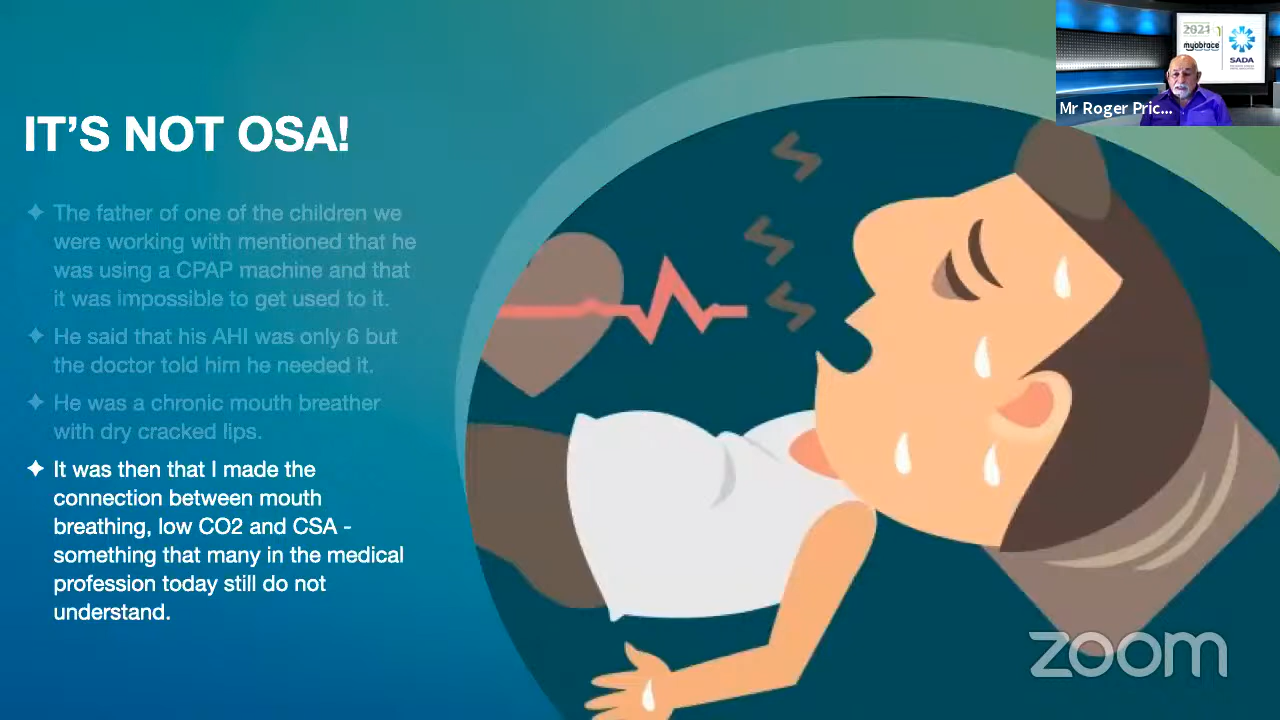 2021
myobrace
SADA
Mr Roger Pric...
IT'S NOT OSA!
The father of one of the children we
were working with mentioned that he
was using a CPAP machine and that
it was impossible to get used to it.
He said that his AHI was only 6 but
the doctor told him he needed it.
He was a chronic mouth breather
with dry cracked lips.
It was then that I made the
connection between mouth
breathing, low CO2 and CSA -
something that many in the medical
profession today still do not
understand.
zoom